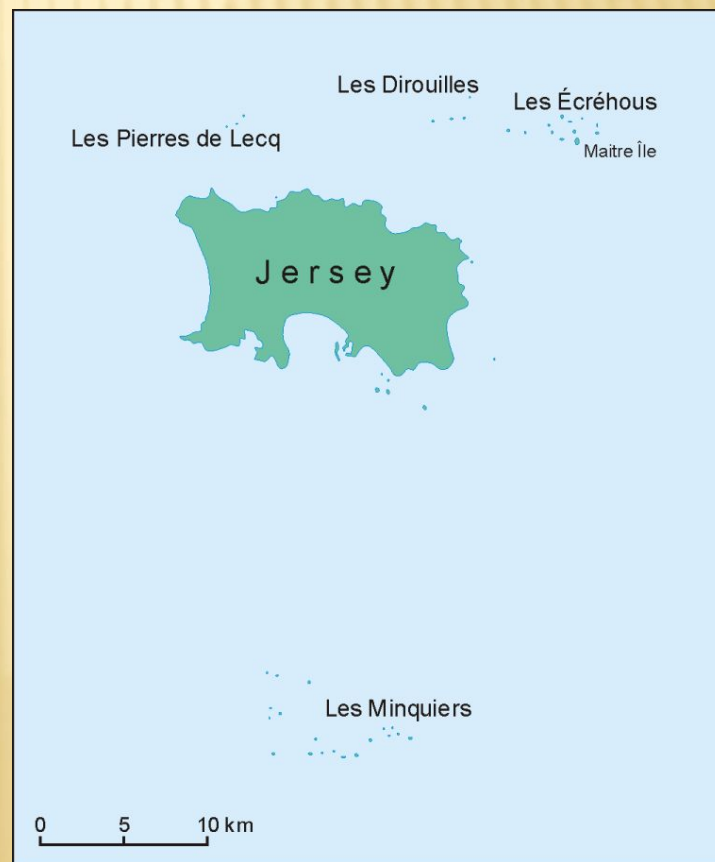 Les Dirouilles
Les Écréhous
Les Pierres de Lecq
Maitre Île
Jersey
Les Minquiers
0 5 10 km